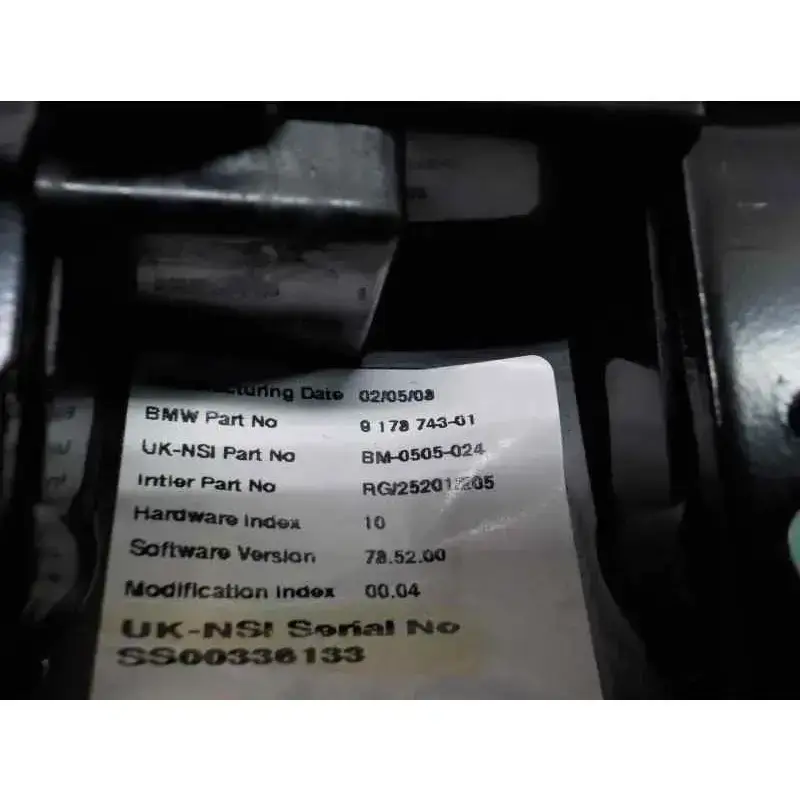 Manufacturing Date 02/05/08
BMW Part No 9 178 743-01
UK-NSI Part No BM-0505-024
Intier Part No RG/25201/205
Hardware Index 10
Software Version 78.52.00
Modification Index 00.04
UK-NSI Serial No
SS00336133